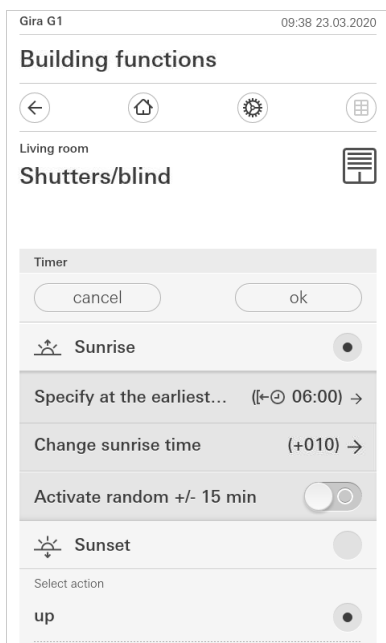 Gira G1 09:38 23.03.2020
Building functions
Living room
Shutters/blind
Timer
cancel ok
Sunrise
Specify at the earliest... ([←⏲ 06:00) →
Change sunrise time (+010) →
Activate random +/- 15 min
Sunset
Select action
up